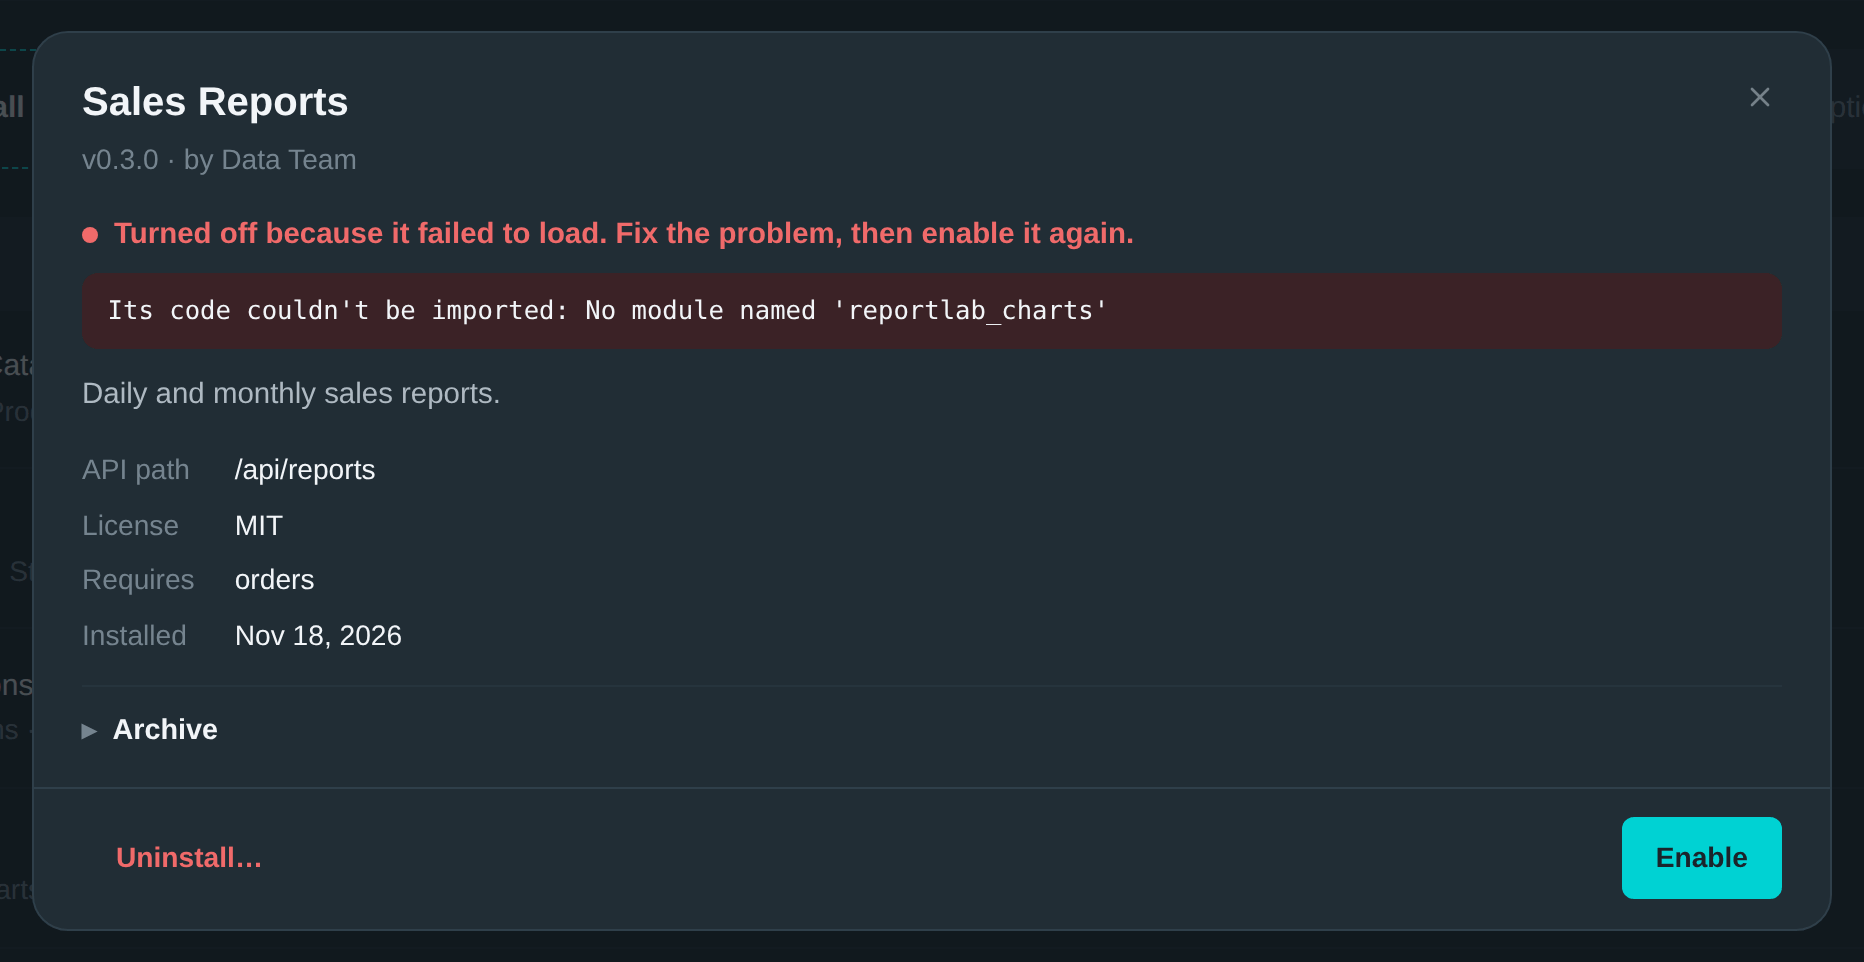 Sales Reports
v0.3.0 · by Data Team
Turned off because it failed to load. Fix the problem, then enable it again.
Its code couldn't be imported: No module named 'reportlab_charts'
Daily and monthly sales reports.
API path /api/reports
License MIT
Requires orders
Installed Nov 18, 2026
Archive
Uninstall…
Enable